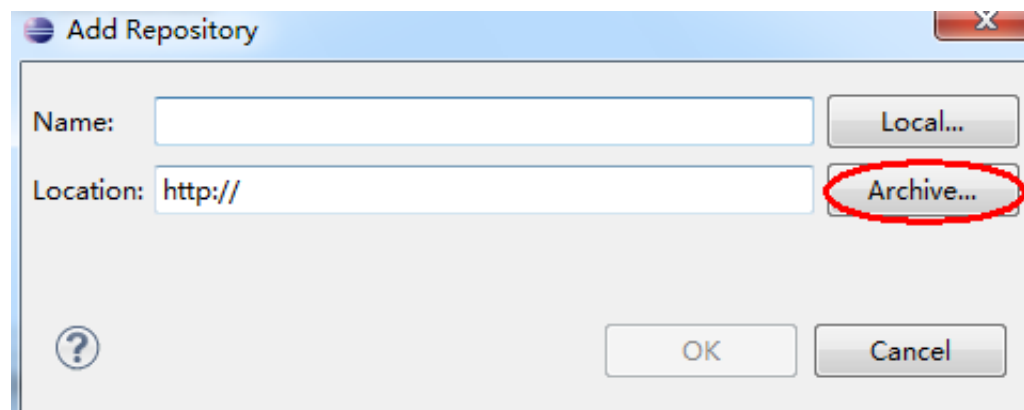 Add Repository
Name:
Local...
Location: http://
Archive...
?
OK
Cancel